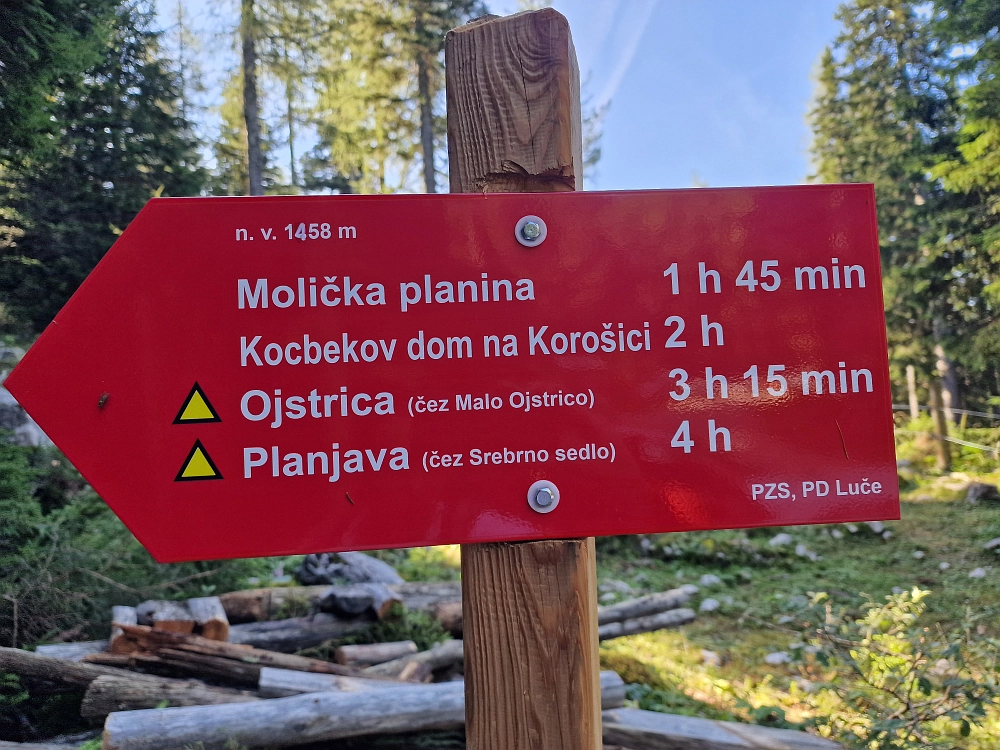 n. v. 1458 m
Molička planina 1 h 45 min
Kocbekov dom na Korošici 2 h
Ojstrica (čez Malo Ojstrico) 3 h 15 min
Planjava (čez Srebrno sedlo) 4 h
PZS, PD Luče